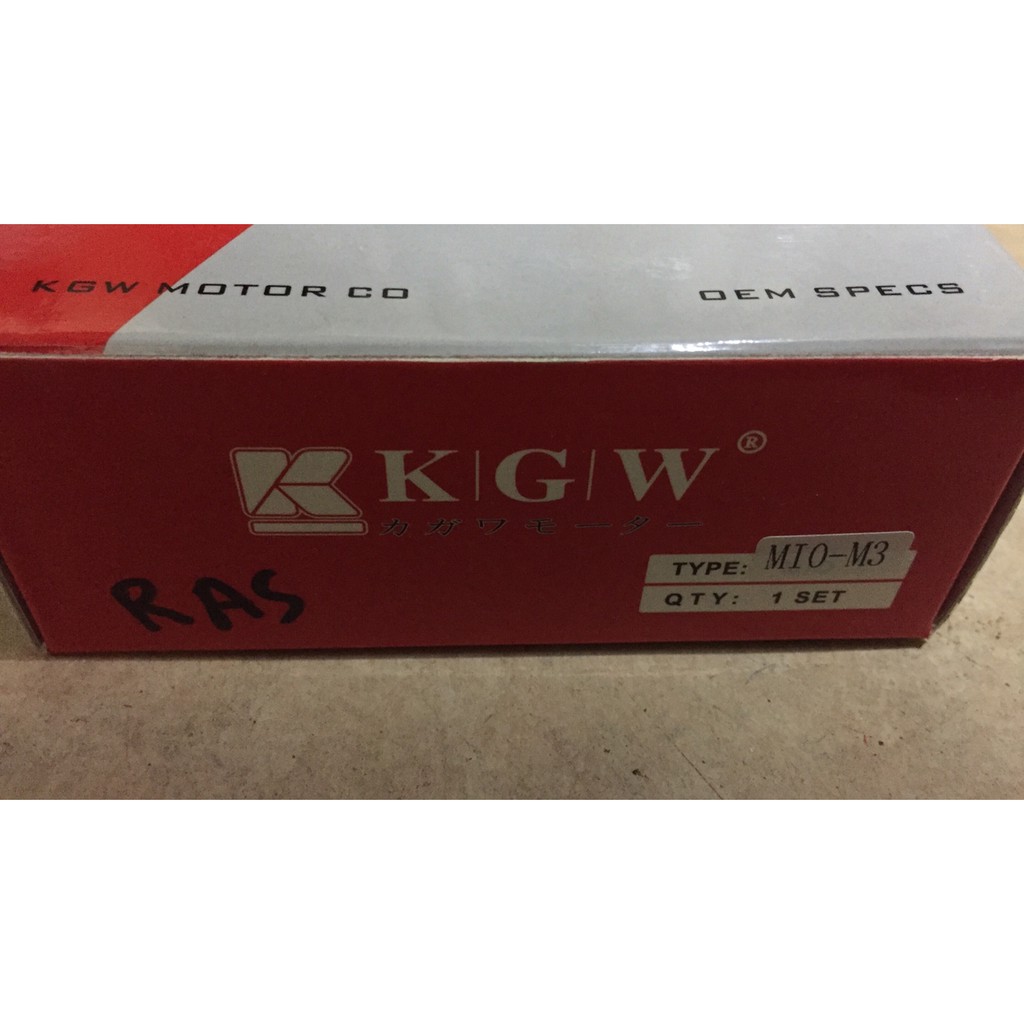 KGW MOTOR CO OEM SPECS
K|G|W®
カガワモーター
TYPE: MIO-M3
QTY: 1 SET
RAS